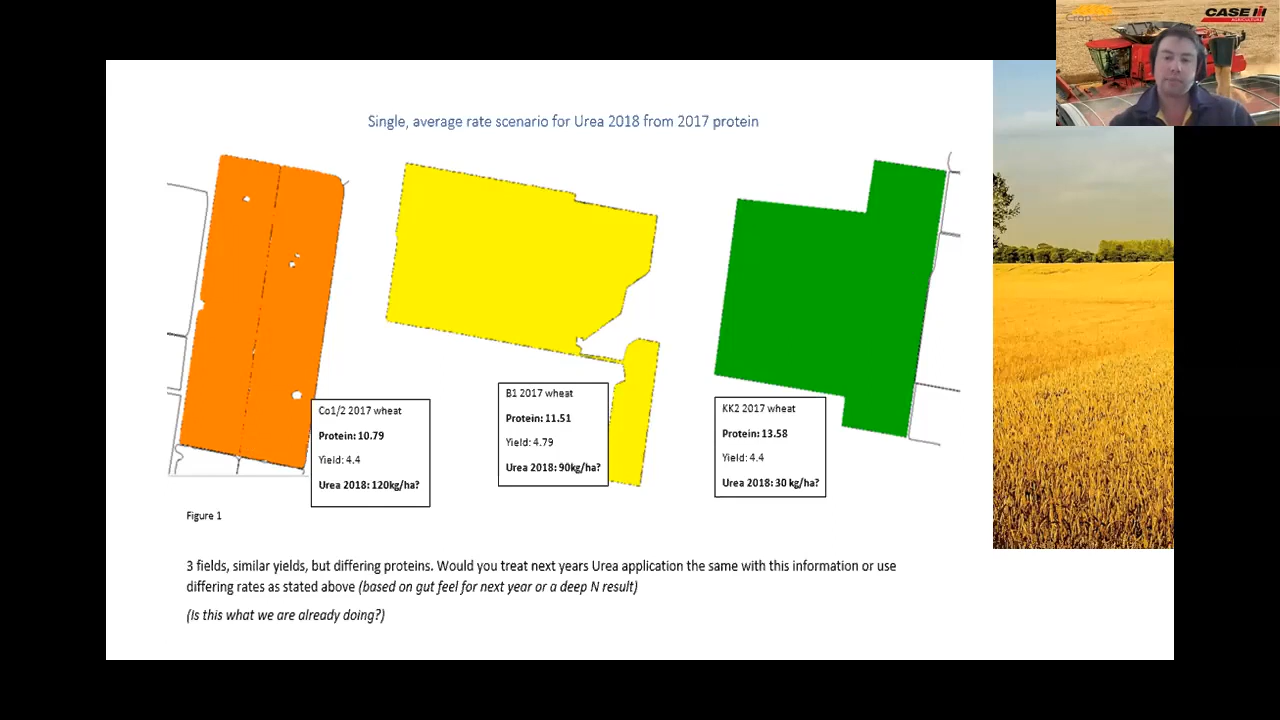 Crop
CASE IH
AGRICULTURE
Single, average rate scenario for Urea 2018 from 2017 protein
Co1/2 2017 wheat
Protein: 10.79
Yield: 4.4
Urea 2018: 120kg/ha?
B1 2017 wheat
Protein: 11.51
Yield: 4.79
Urea 2018: 90kg/ha?
KK2 2017 wheat
Protein: 13.58
Yield: 4.4
Urea 2018: 30 kg/ha?
Figure 1
3 fields, similar yields, but differing proteins. Would you treat next years Urea application the same with this information or use
differing rates as stated above (based on gut feel for next year or a deep N result)
(Is this what we are already doing?)